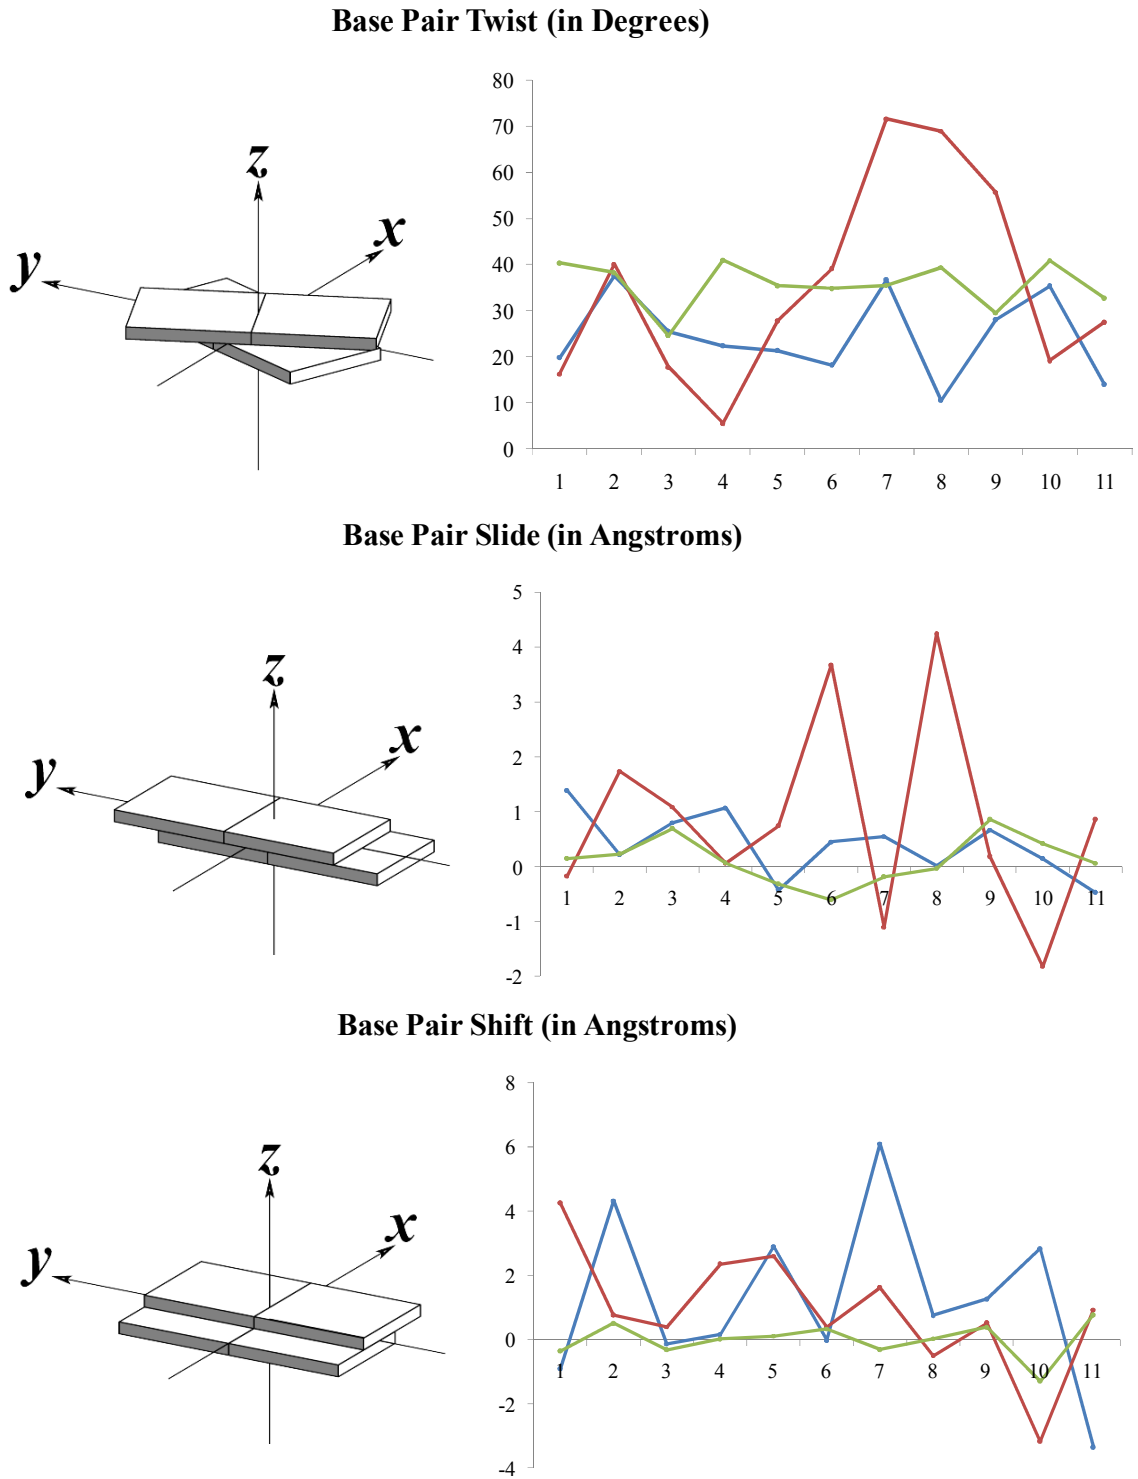 Base Pair Twist (in Degrees)
z
x
y
80
70
60
50
40
30
20
10
0
1 2 3 4 5 6 7 8 9 10 11
Base Pair Slide (in Angstroms)
z
x
y
5
4
3
2
1
0
-1
-2
1 2 3 4 5 6 7 8 9 10 11
Base Pair Shift (in Angstroms)
z
x
y
8
6
4
2
0
-2
-4
1 2 3 4 5 6 7 8 9 10 11